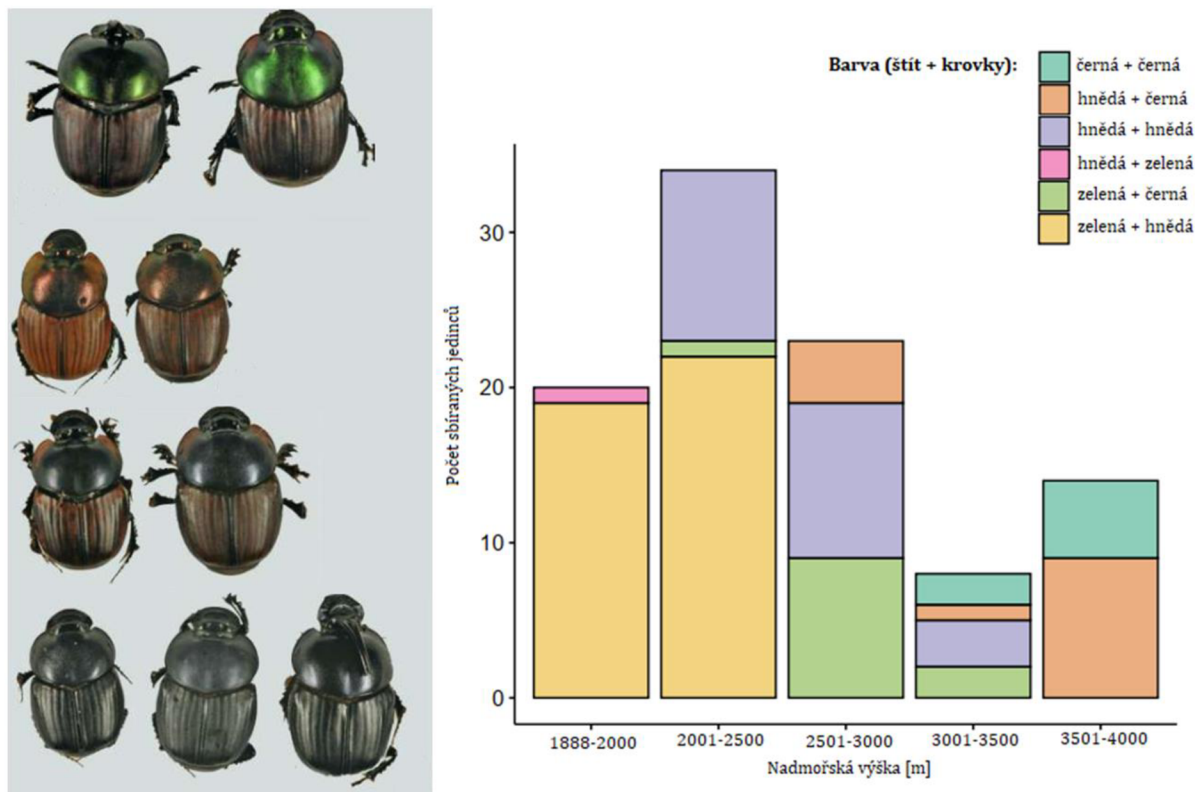 Barva (štít + krovky):
černá + černá
hnědá + černá
hnědá + hnědá
hnědá + zelená
zelená + černá
zelená + hnědá
Počet sbíraných jedinců
30
20
10
0
1888-2000
2001-2500
2501-3000
3001-3500
3501-4000
Nadmořská výška [m]